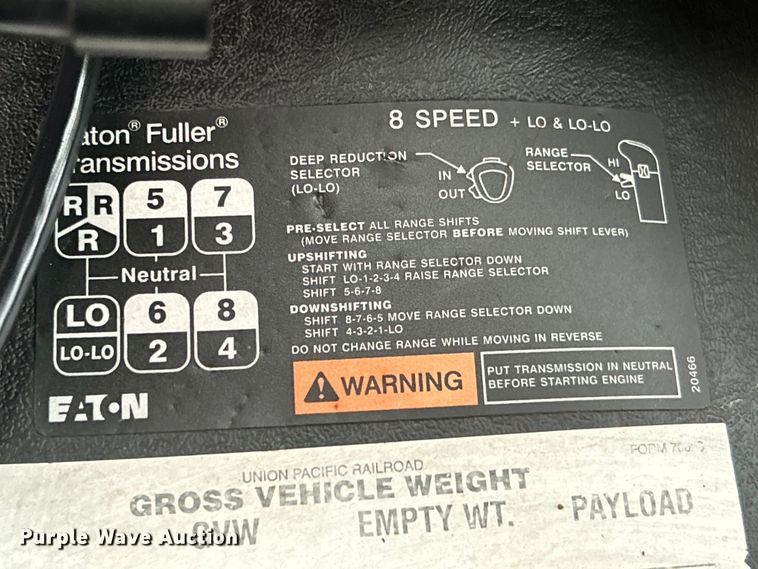 aton® Fuller®
ransmissions
8 SPEED + LO & LO-LO
DEEP REDUCTION
SELECTOR
(LO-LO)
IN
OUT
RANGE
SELECTOR
HI
LO
R R 5 7
R 1 3
Neutral
LO 6 8
LO-LO 2 4
PRE-SELECT ALL RANGE SHIFTS
(MOVE RANGE SELECTOR BEFORE MOVING SHIFT LEVER)
UPSHIFTING
START WITH RANGE SELECTOR DOWN
SHIFT LO-1-2-3-4 RAISE RANGE SELECTOR
SHIFT 5-6-7-8
DOWNSHIFTING
SHIFT 8-7-6-5 MOVE RANGE SELECTOR DOWN
SHIFT 4-3-2-1-LO
DO NOT CHANGE RANGE WHILE MOVING IN REVERSE
WARNING
PUT TRANSMISSION IN NEUTRAL
BEFORE STARTING ENGINE
20466
EATON
UNION PACIFIC RAILROAD
FORM
GROSS VEHICLE WEIGHT
GVW EMPTY WT. PAYLOAD
Purple Wave Auction